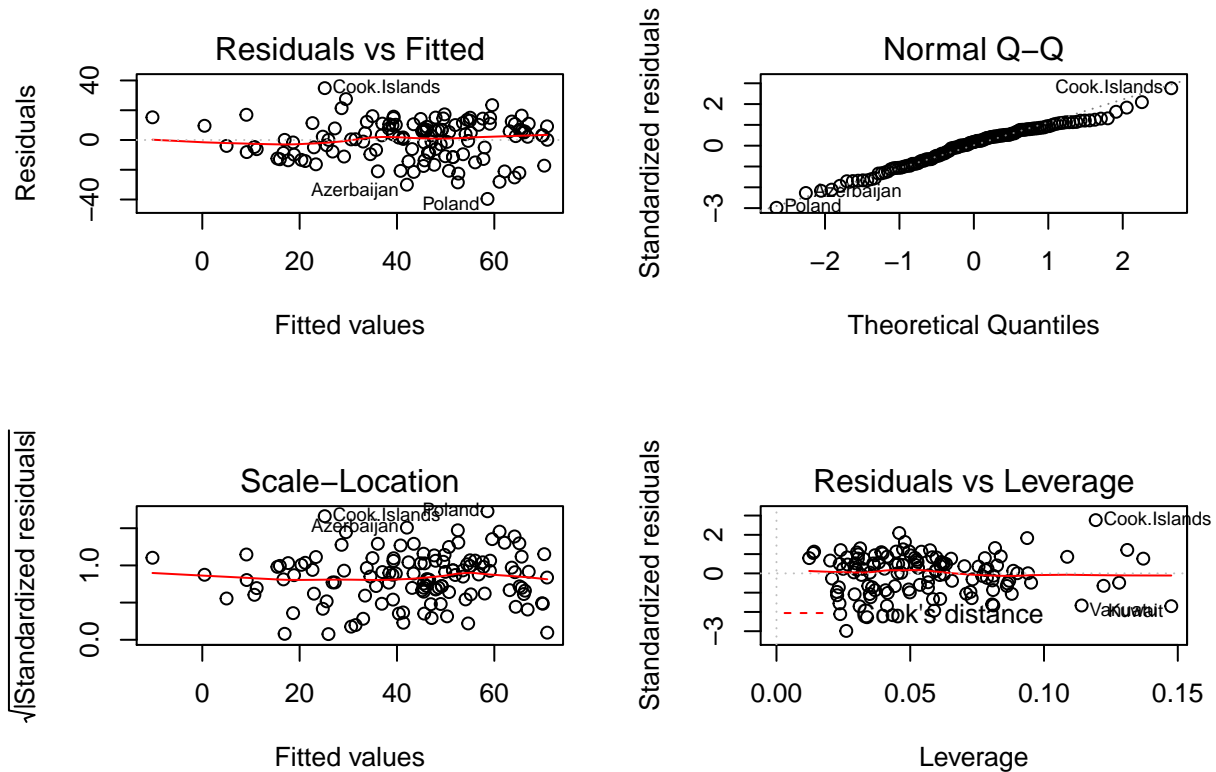 Residuals vs Fitted
Residuals
40
0
−40
Cook.Islands
Azerbaijan
Poland
0 20 40 60
Fitted values
Normal Q−Q
Standardized residuals
2
0
−3
Cook.Islands
Azerbaijan
Poland
−2 −1 0 1 2
Theoretical Quantiles
Scale−Location
√|Standardized residuals|
1.0
0.0
Poland
Cook.Islands
Azerbaijan
0 20 40 60
Fitted values
Residuals vs Leverage
Standardized residuals
2
0
−3
Cook.Islands
Vanuatu
Kuwait
Cook's distance
0.00 0.05 0.10 0.15
Leverage